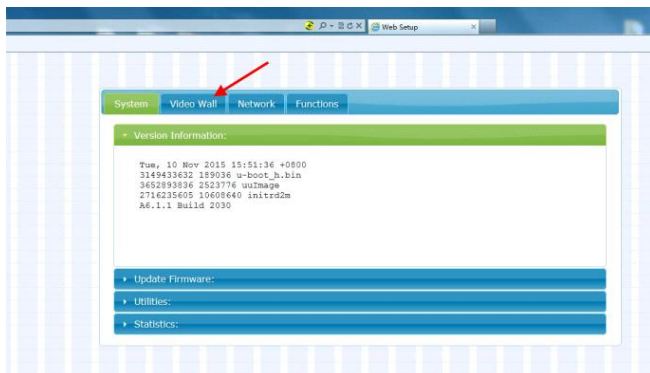 Web Setup
System Video Wall Network Functions
Version Information:
Tue, 10 Nov 2015 15:51:36 +0800
3149433632 189036 u-boot_h.bin
3652893836 2523776 uuImage
2716235605 10608640 initrd2m
A6.1.1 Build 2030
Update Firmware:
Utilities:
Statistics: